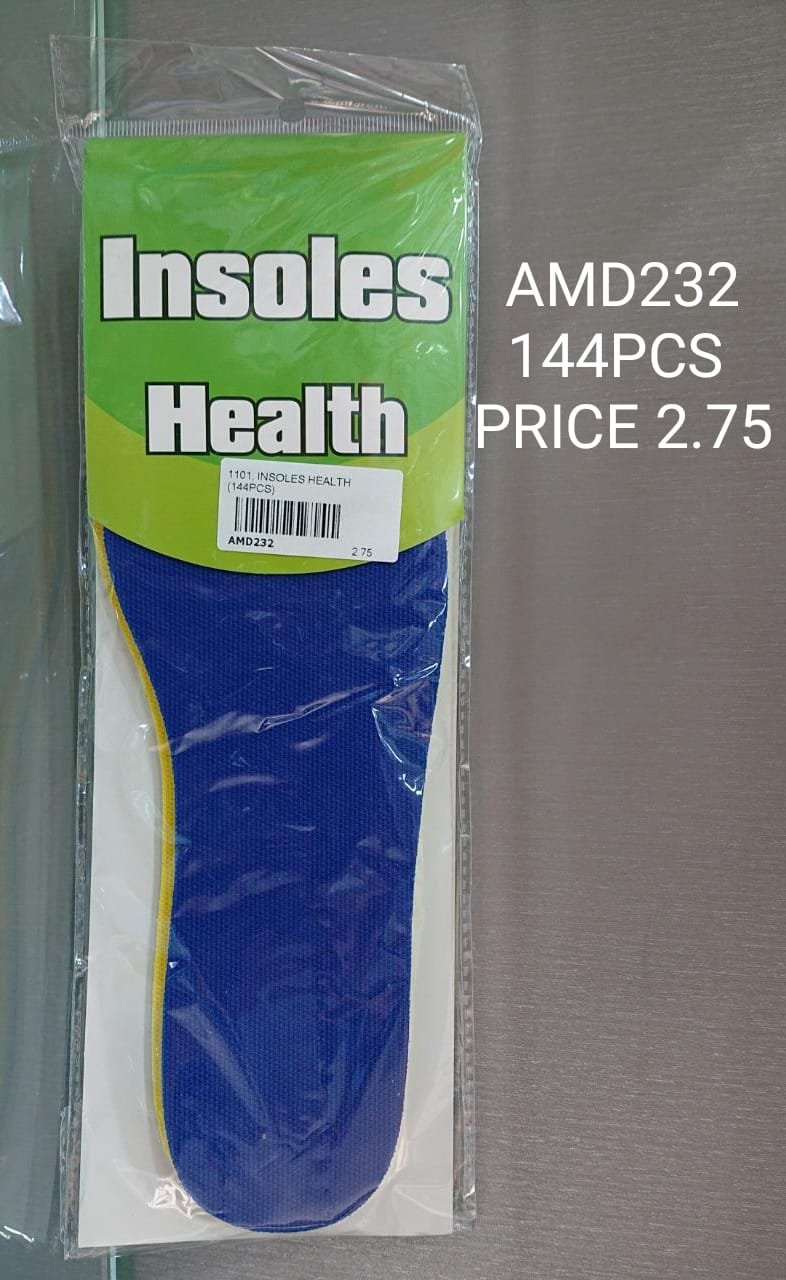 Insoles
Health
1101, INSOLES HEALTH
(144PCS)
AMD232
2.75
AMD232
144PCS
PRICE 2.75